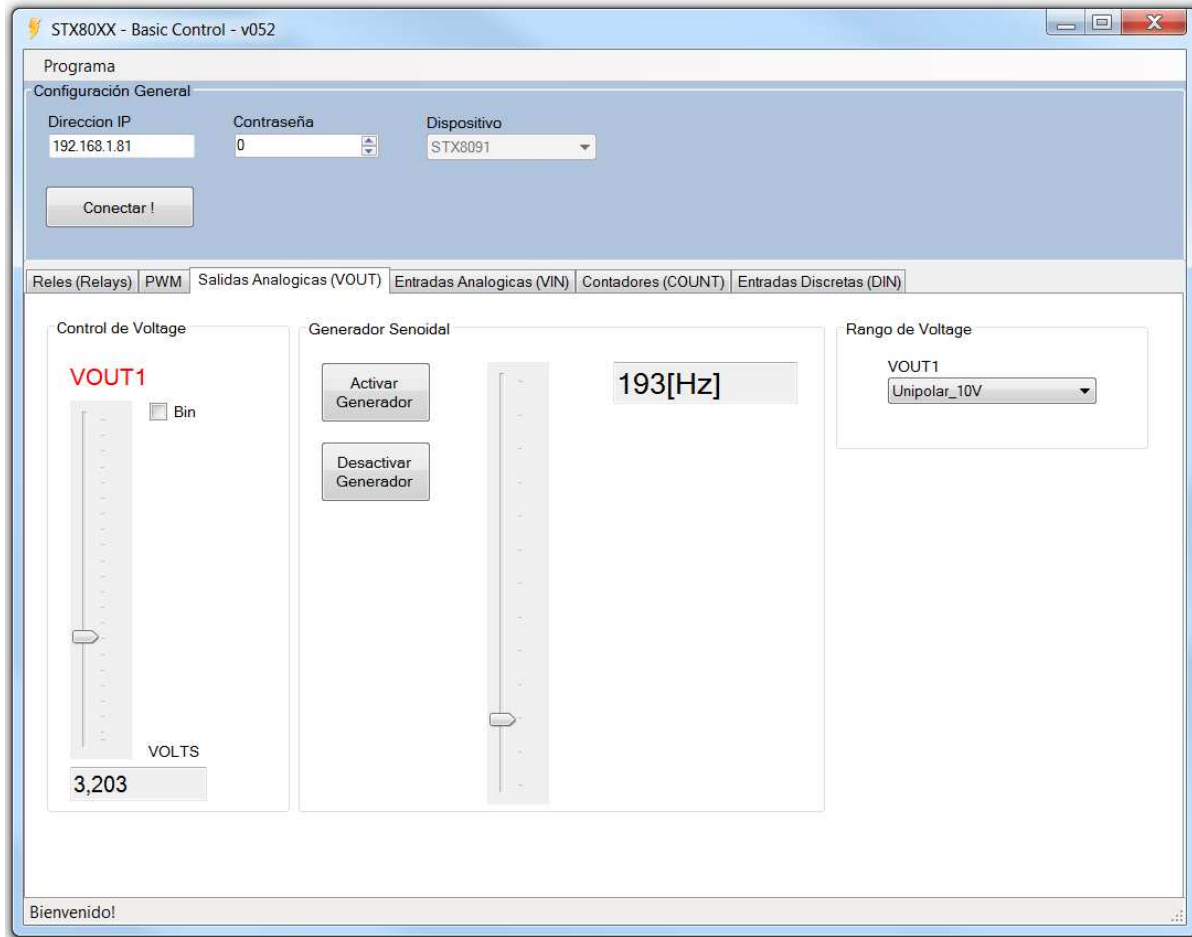 STX80XX - Basic Control - v052
Programa
Configuración General
Direccion IP
Contraseña
Dispositivo
192.168.1.81
0
STX8091
Conectar !
Reles (Relays)
PWM
Salidas Analogicas (VOUT)
Entradas Analogicas (VIN)
Contadores (COUNT)
Entradas Discretas (DIN)
Control de Voltage
VOUT1
Bin
VOLTS
3,203
Generador Senoidal
Activar
Generador
Desactivar
Generador
193[Hz]
Rango de Voltage
VOUT1
Unipolar_10V
Bienvenido!